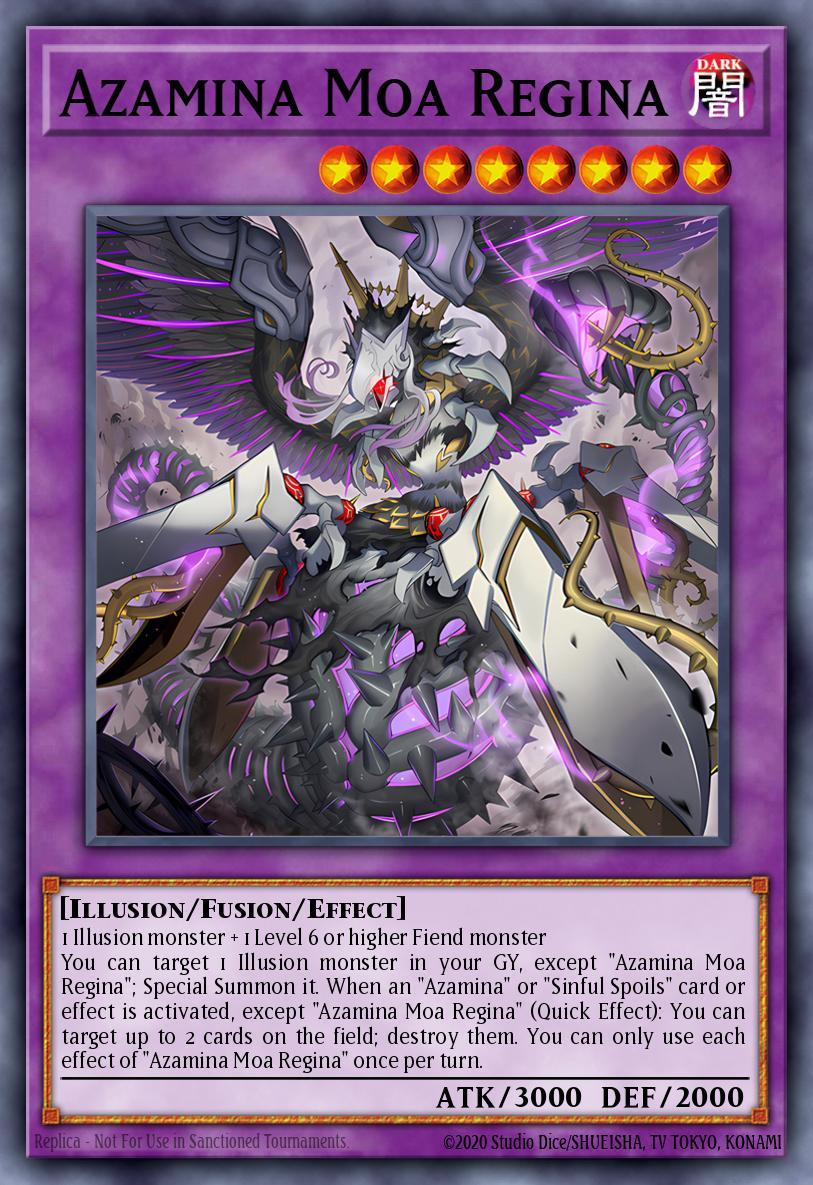 Azamina Moa Regina
DARK
闇
[Illusion/Fusion/Effect]
1 Illusion monster + 1 Level 6 or higher Fiend monster
You can target 1 Illusion monster in your GY, except "Azamina Moa
Regina"; Special Summon it. When an "Azamina" or "Sinful Spoils" card or
effect is activated, except "Azamina Moa Regina" (Quick Effect): You can
target up to 2 cards on the field; destroy them. You can only use each
effect of "Azamina Moa Regina" once per turn.
ATK/3000 DEF/2000
Replica - Not For Use in Sanctioned Tournaments.
©2020 Studio Dice/SHUEISHA, TV TOKYO, KONAMI